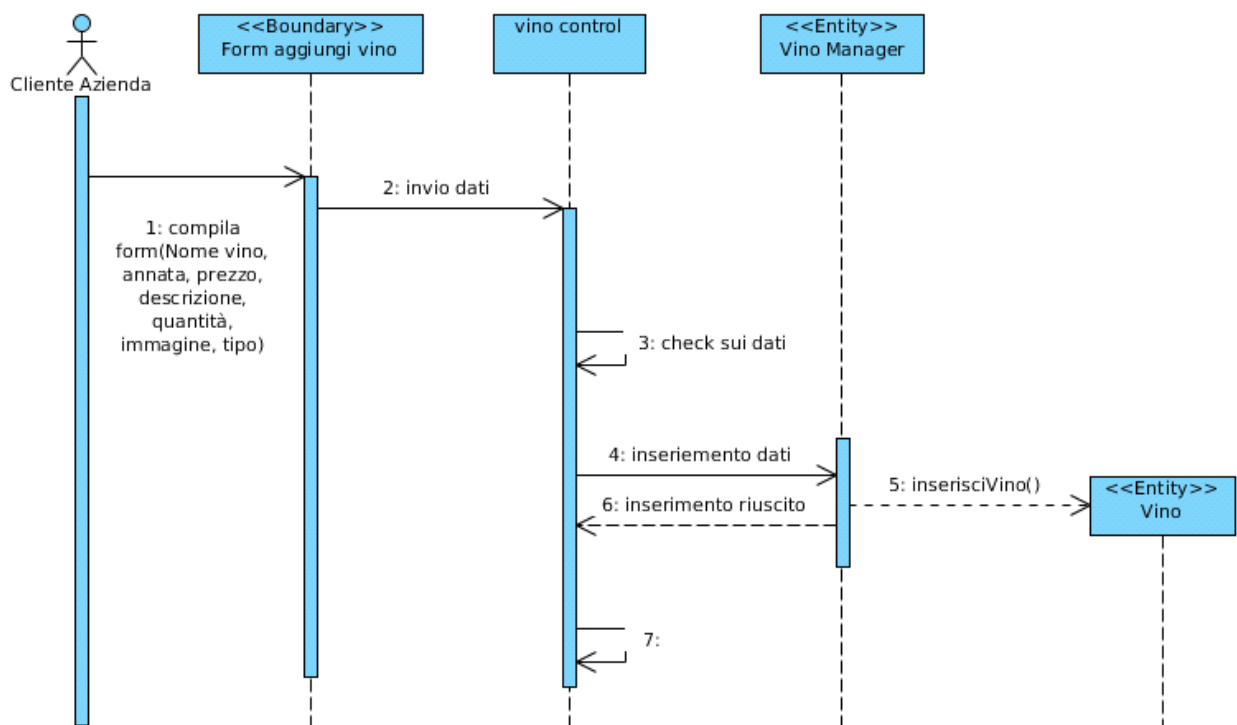 <<Boundary>>
Form aggiungi vino
vino control
<<Entity>>
Vino Manager
Cliente Azienda
2: invio dati
1: compila
form(Nome vino,
annata, prezzo,
descrizione,
quantità,
immagine, tipo)
3: check sui dati
4: inseriemento dati
5: inserisciVino()
<<Entity>>
Vino
6: inserimento riuscito
7: